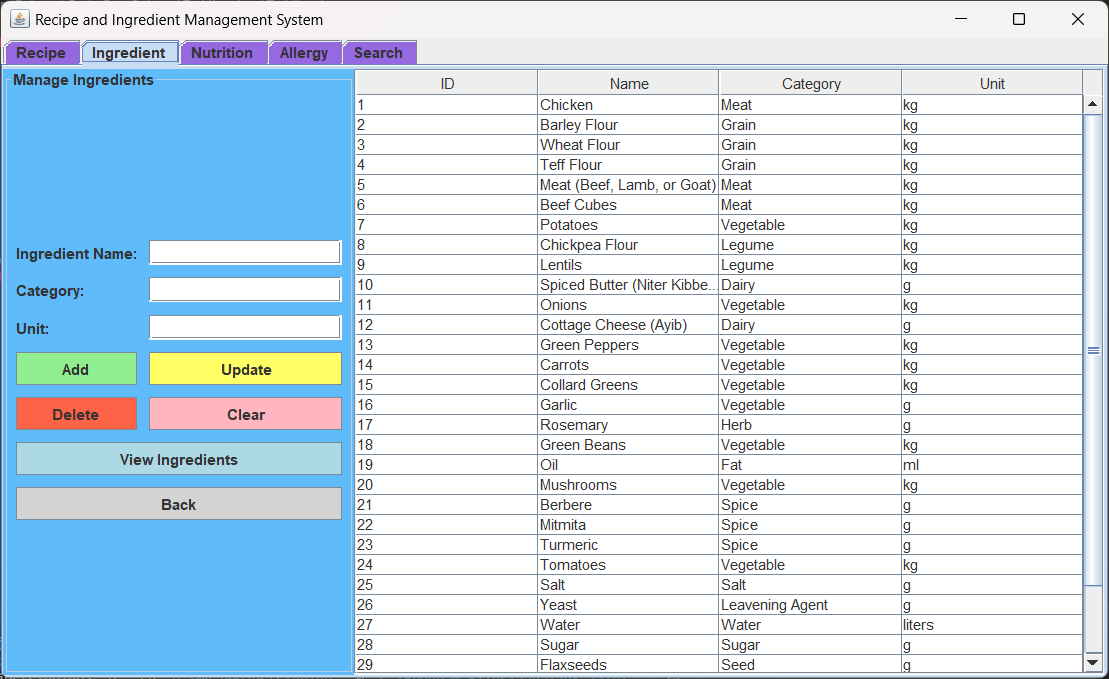 Recipe and Ingredient Management System
Recipe Ingredient Nutrition Allergy Search
Manage Ingredients
Ingredient Name:
Category:
Unit:
Add Update
Delete Clear
View Ingredients
Back
ID Name Category Unit
1 Chicken Meat kg
2 Barley Flour Grain kg
3 Wheat Flour Grain kg
4 Teff Flour Grain kg
5 Meat (Beef, Lamb, or Goat) Meat kg
6 Beef Cubes Meat kg
7 Potatoes Vegetable kg
8 Chickpea Flour Legume kg
9 Lentils Legume kg
10 Spiced Butter (Niter Kibbe... Dairy g
11 Onions Vegetable kg
12 Cottage Cheese (Ayib) Dairy g
13 Green Peppers Vegetable kg
14 Carrots Vegetable kg
15 Collard Greens Vegetable kg
16 Garlic Vegetable g
17 Rosemary Herb g
18 Green Beans Vegetable kg
19 Oil Fat ml
20 Mushrooms Vegetable kg
21 Berbere Spice g
22 Mitmita Spice g
23 Turmeric Spice g
24 Tomatoes Vegetable kg
25 Salt Salt g
26 Yeast Leavening Agent g
27 Water Water liters
28 Sugar Sugar g
29 Flaxseeds Seed g